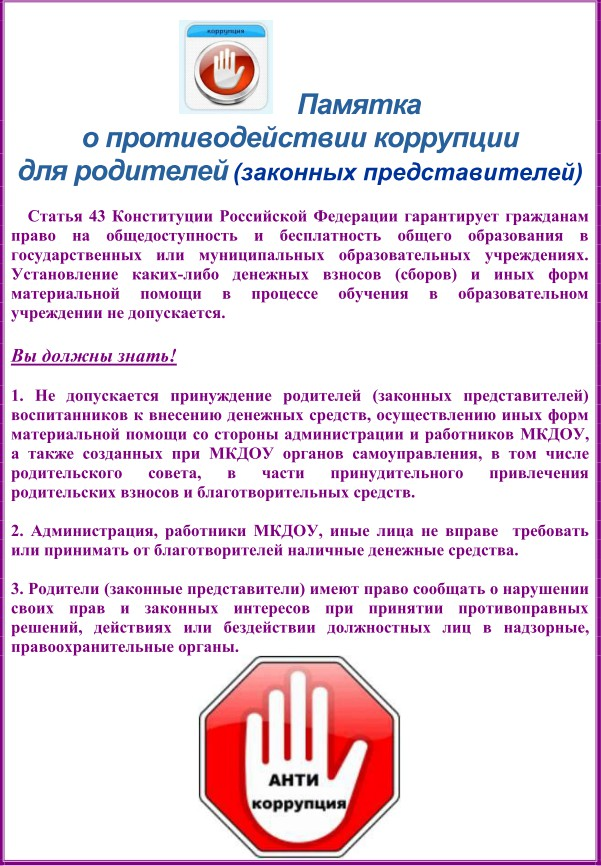 коррупция
Памятка
о противодействии коррупции
для родителей (законных представителей)
Статья 43 Конституции Российской Федерации гарантирует гражданам
право на общедоступность и бесплатность общего образования в
государственных или муниципальных образовательных учреждениях.
Установление каких-либо денежных взносов (сборов) и иных форм
материальной помощи в процессе обучения в образовательном
учреждении не допускается.
Вы должны знать!
1. Не допускается принуждение родителей (законных представителей)
воспитанников к внесению денежных средств, осуществлению иных форм
материальной помощи со стороны администрации и работников МКДОУ,
а также созданных при МКДОУ органов самоуправления, в том числе
родительского совета, в части принудительного привлечения
родительских взносов и благотворительных средств.
2. Администрация, работники МКДОУ, иные лица не вправе требовать
или принимать от благотворителей наличные денежные средства.
3. Родители (законные представители) имеют право сообщать о нарушении
своих прав и законных интересов при принятии противоправных
решений, действиях или бездействии должностных лиц в надзорные,
правоохранительные органы.
АНТИ
коррупция